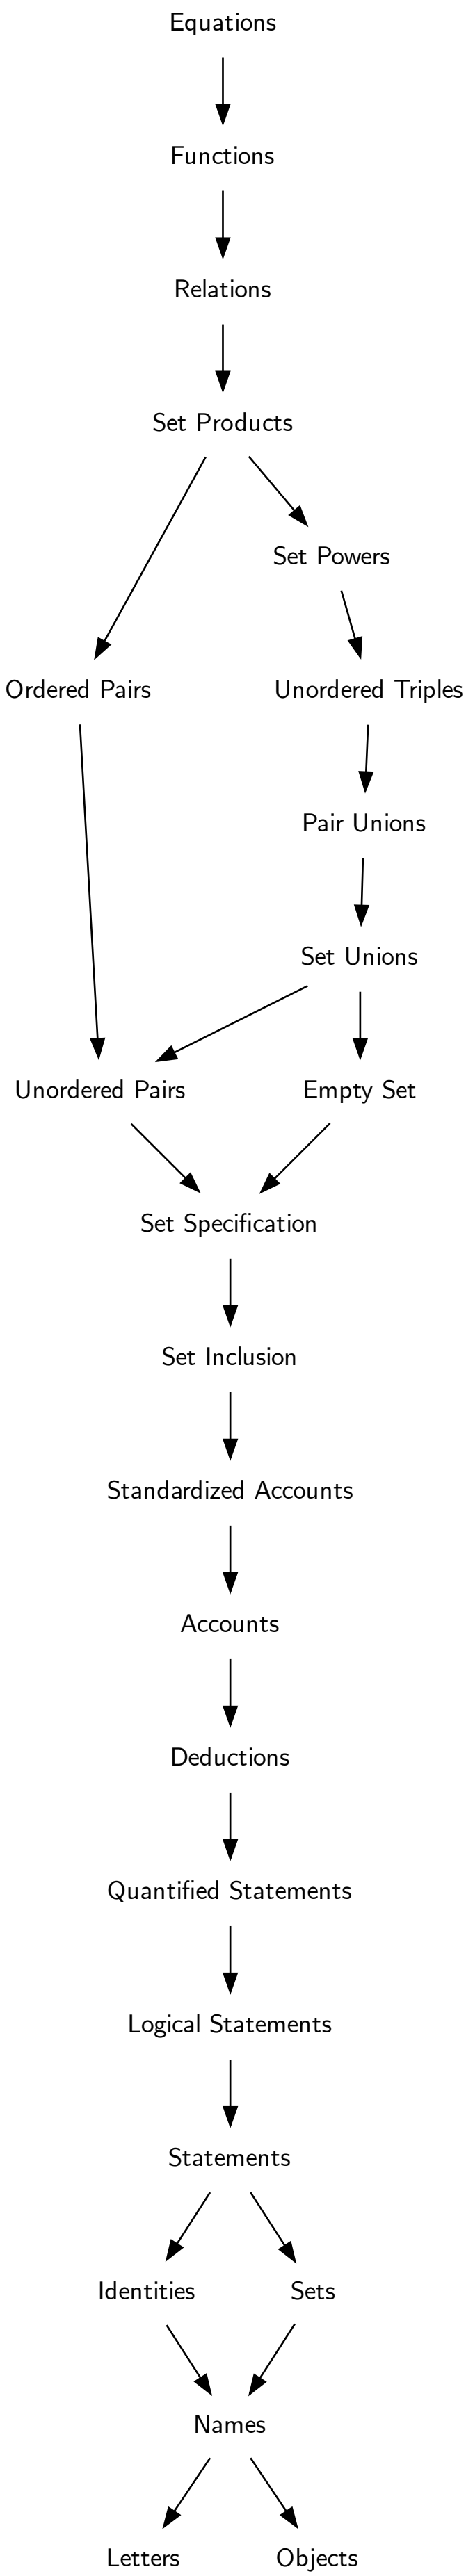 Equations
Functions
Relations
Set Products
Set Powers
Ordered Pairs
Unordered Triples
Pair Unions
Set Unions
Unordered Pairs
Empty Set
Set Specification
Set Inclusion
Standardized Accounts
Accounts
Deductions
Quantified Statements
Logical Statements
Statements
Identities
Sets
Names
Letters
Objects